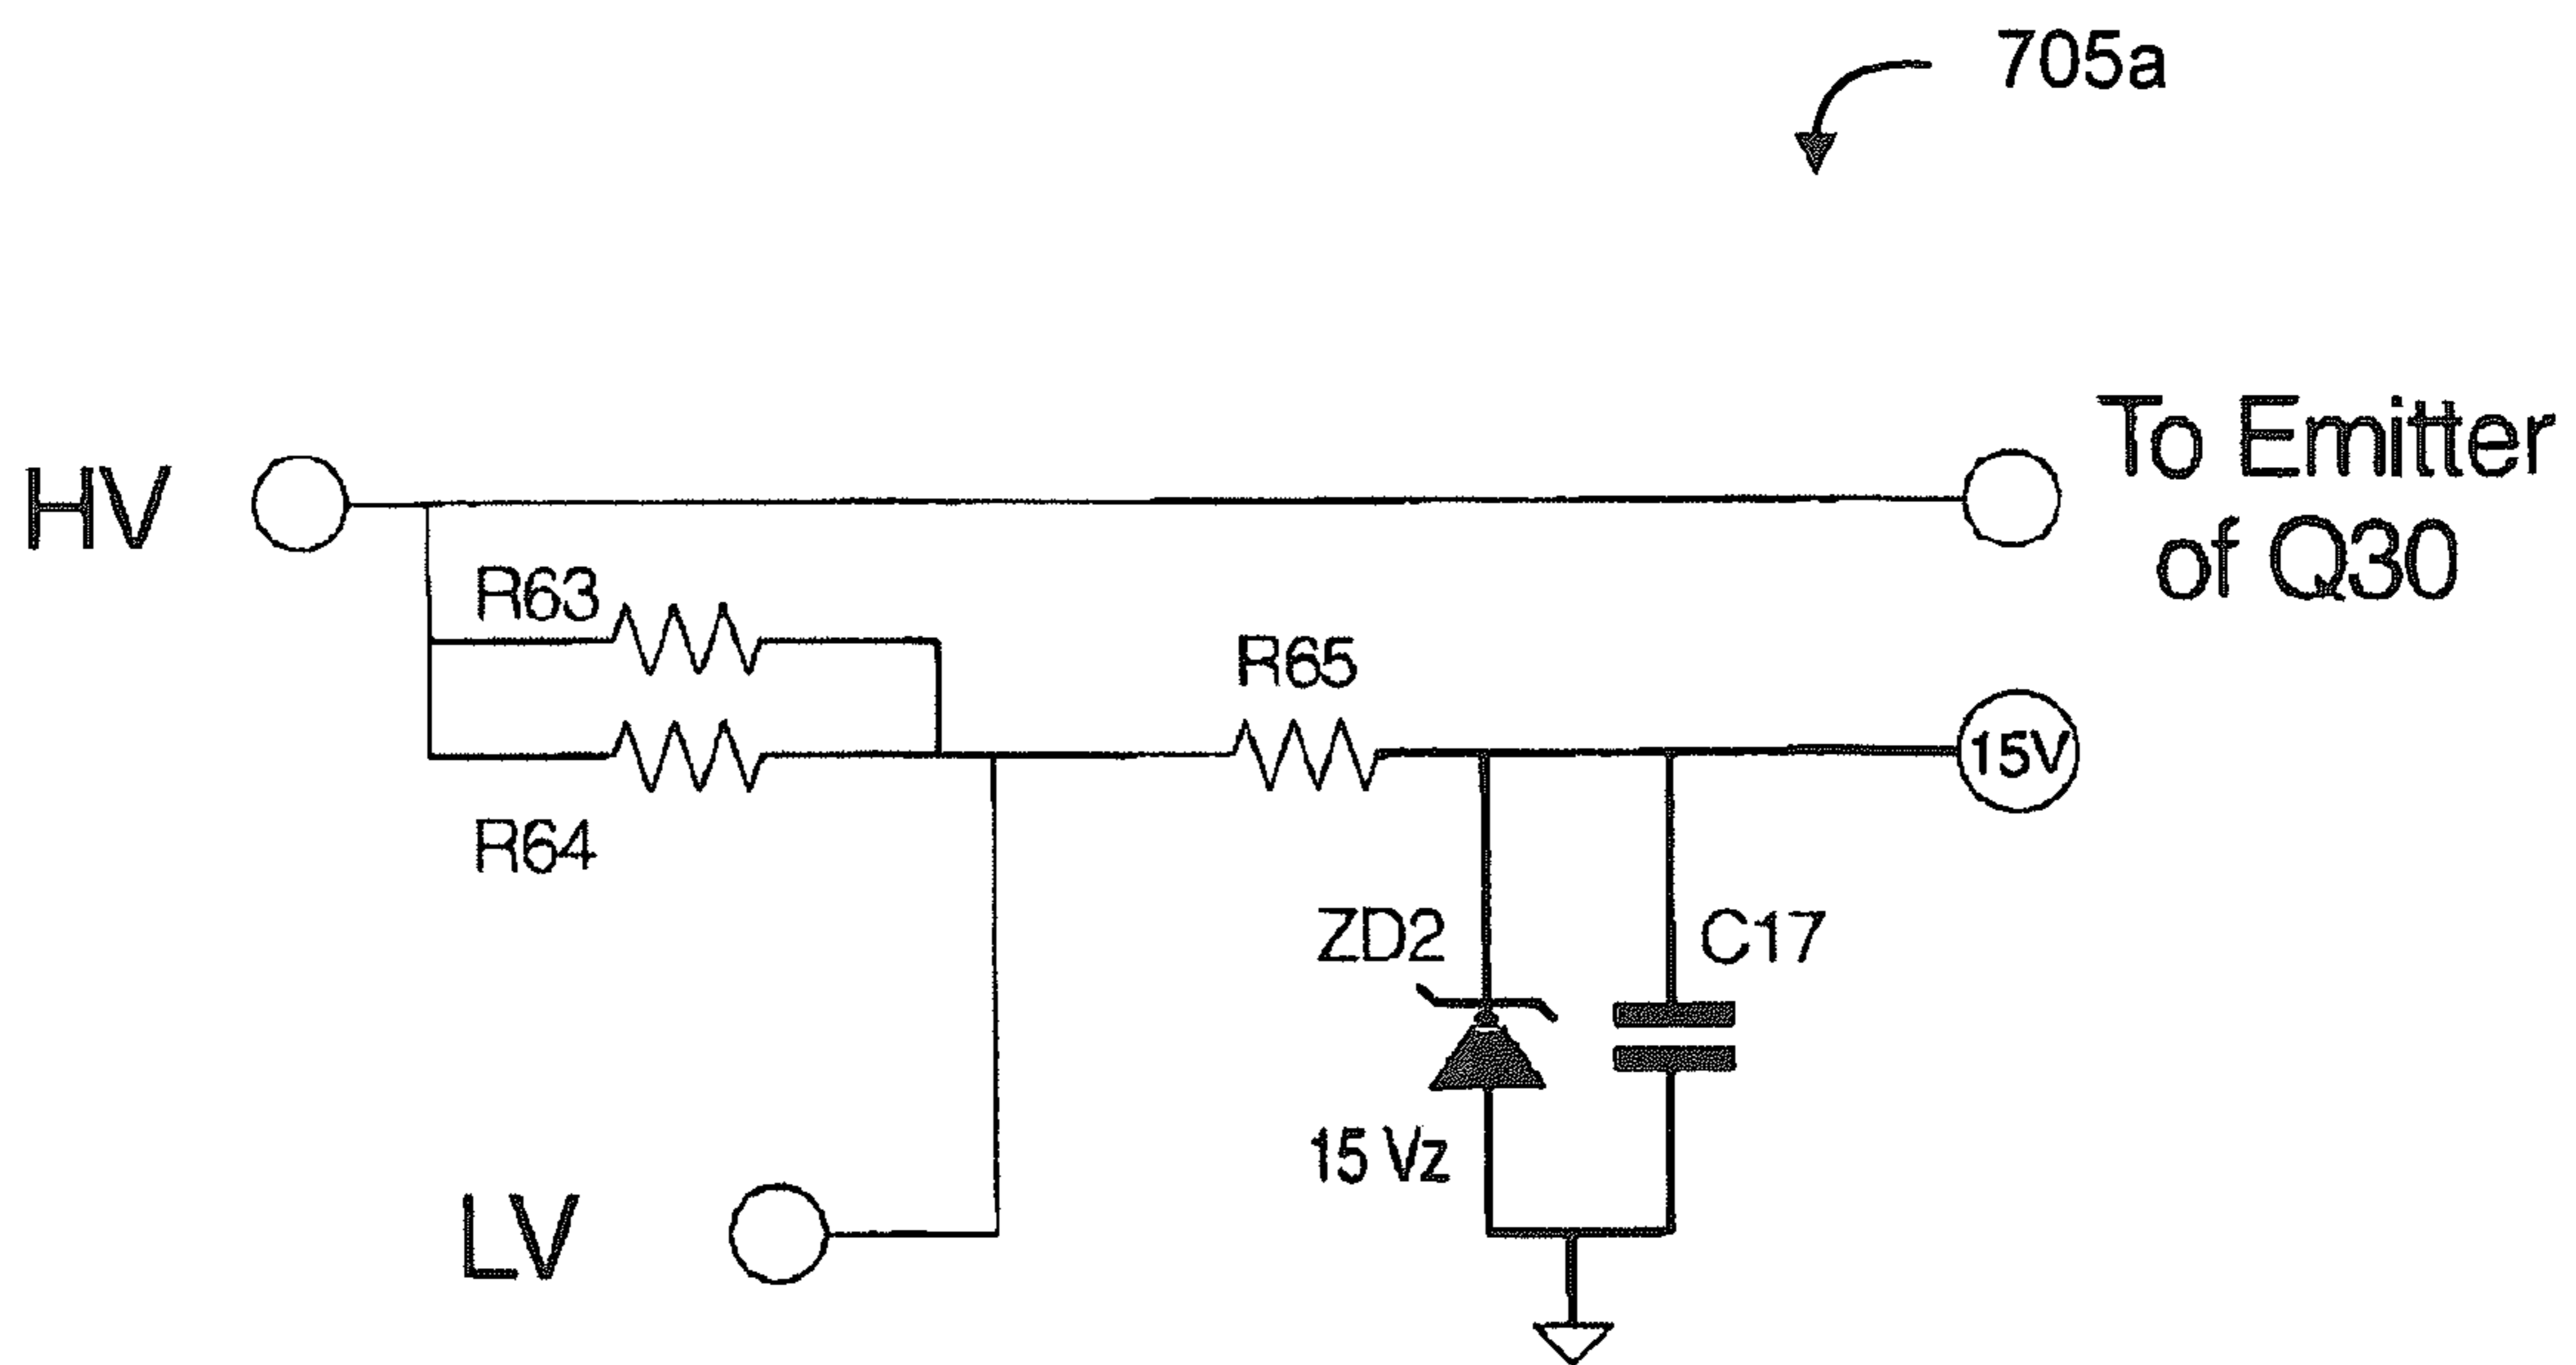 705a
HV
To Emitter
of Q30
R63
R65
15V
R64
ZD2
C17
15 Vz
LV